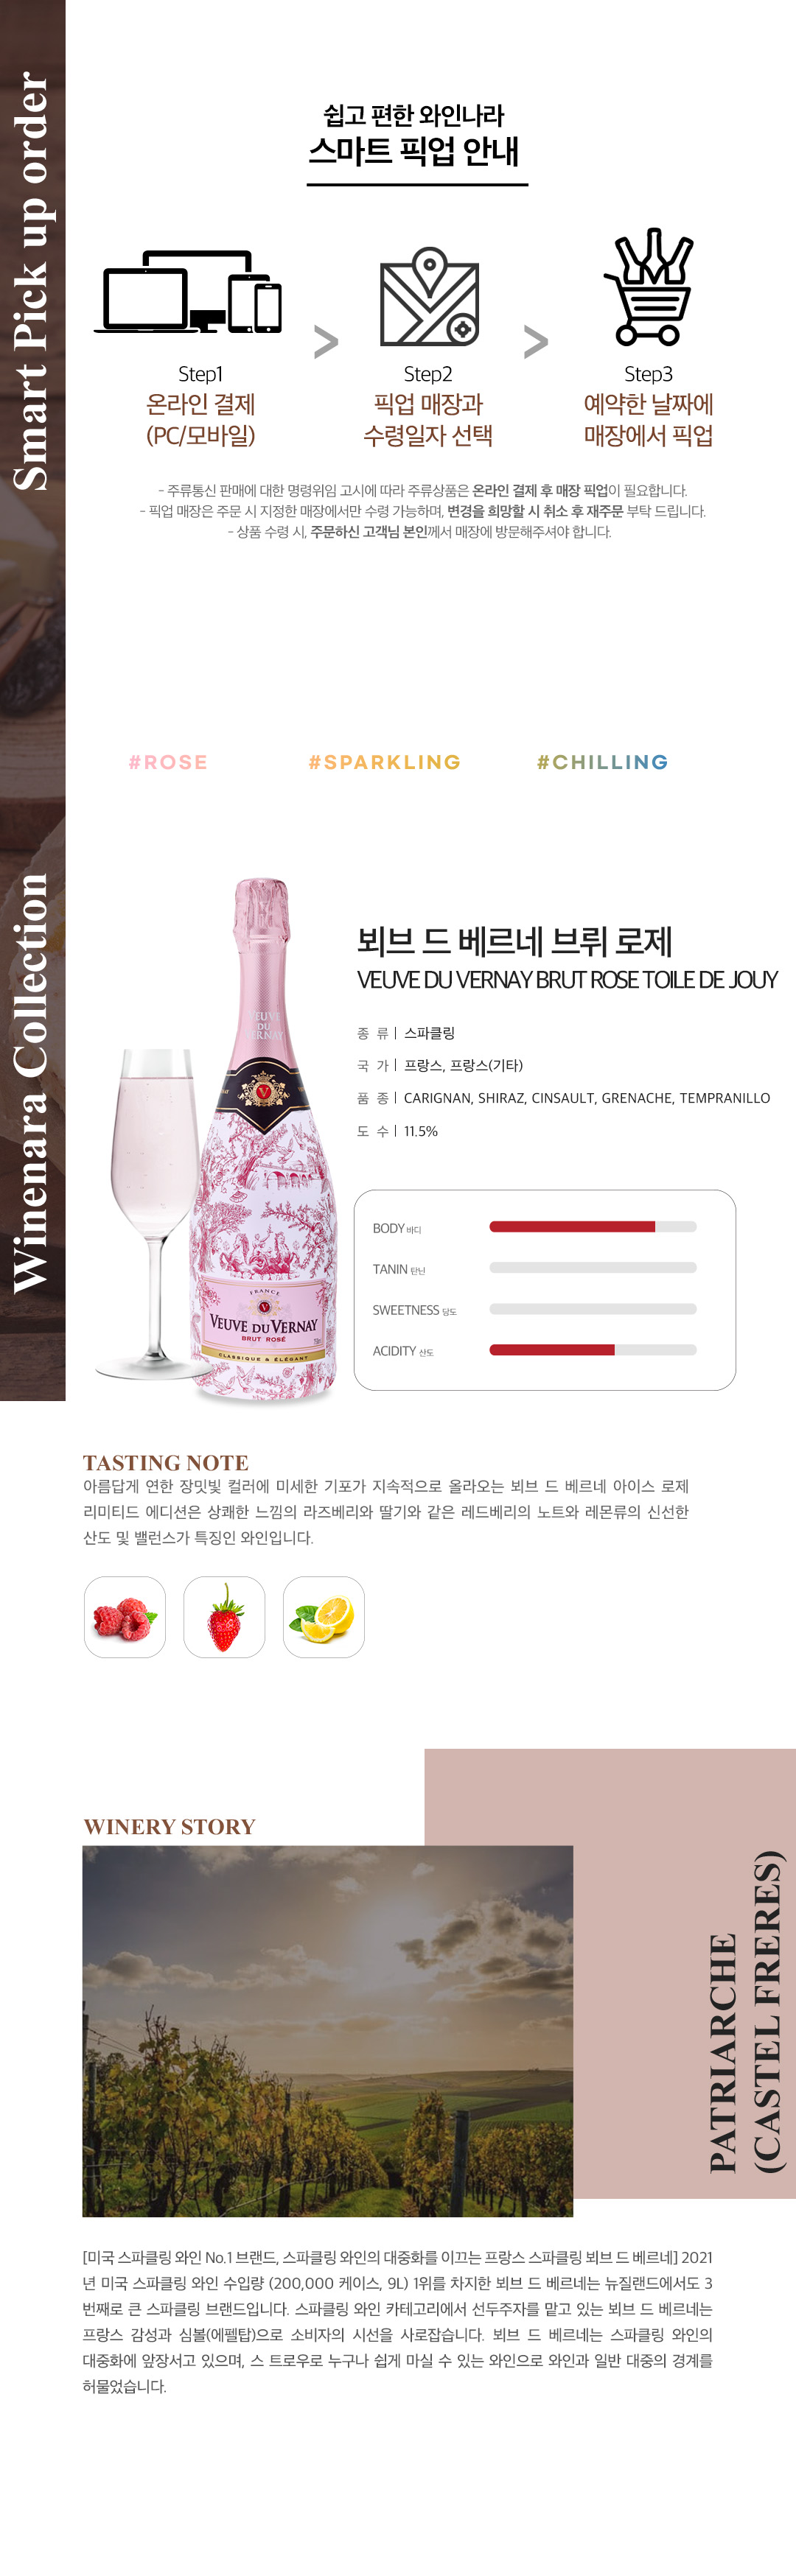 Smart Pick up order
쉽고 편한 와인나라
스마트 픽업 안내
Step1
온라인 결제
(PC/모바일)
>
Step2
픽업 매장과
수령일자 선택
>
Step3
예약한 날짜에
매장에서 픽업
- 주류통신 판매에 대한 명령위임 고시에 따라 주류상품은 온라인 결제 후 매장 픽업이 필요합니다.
- 픽업 매장은 주문 시 지정한 매장에서만 수령 가능하며, 변경을 희망할 시 취소 후 재주문 부탁 드립니다.
- 상품 수령 시, 주문하신 고객님 본인께서 매장에 방문해주셔야 합니다.
#ROSE
#SPARKLING
#CHILLING
Winenara Collection
VEUVE
DU
VERNAY
V
FRANCE
V
VEUVE DU VERNAY
BRUT ROSÉ
CLASSIQUE & ÉLÉGANT
뵈브 드 베르네 브뤼 로제
VEUVE DU VERNAY BRUT ROSE TOILE DE JOUY
종 류 | 스파클링
국 가 | 프랑스, 프랑스(기타)
품 종 | CARIGNAN, SHIRAZ, CINSAULT, GRENACHE, TEMPRANILLO
도 수 | 11.5%
BODY 바디
TANIN 탄닌
SWEETNESS 당도
ACIDITY 산도
TASTING NOTE
아름답게 연한 장밋빛 컬러에 미세한 기포가 지속적으로 올라오는 뵈브 드 베르네 아이스 로제
리미티드 에디션은 상쾌한 느낌의 라즈베리와 딸기와 같은 레드베리의 노트와 레몬류의 신선한
산도 및 밸런스가 특징인 와인입니다.
WINERY STORY
PATRIARCHE
(CASTEL FRERES)
[미국 스파클링 와인 No.1 브랜드, 스파클링 와인의 대중화를 이끄는 프랑스 스파클링 뵈브 드 베르네] 2021
년 미국 스파클링 와인 수입량 (200,000 케이스, 9L) 1위를 차지한 뵈브 드 베르네는 뉴질랜드에서도 3
번째로 큰 스파클링 브랜드입니다. 스파클링 와인 카테고리에서 선두주자를 맡고 있는 뵈브 드 베르네는
프랑스 감성과 심볼(에펠탑)으로 소비자의 시선을 사로잡습니다. 뵈브 드 베르네는 스파클링 와인의
대중화에 앞장서고 있으며, 스 트로우로 누구나 쉽게 마실 수 있는 와인으로 와인과 일반 대중의 경계를
허물었습니다.